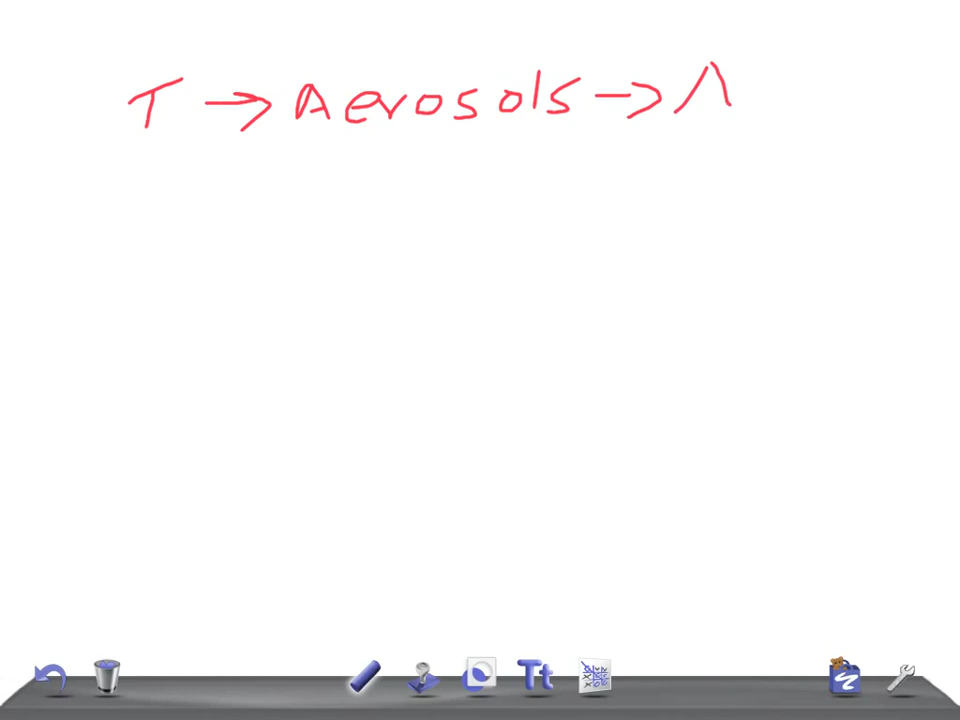 T → Aerosols → A